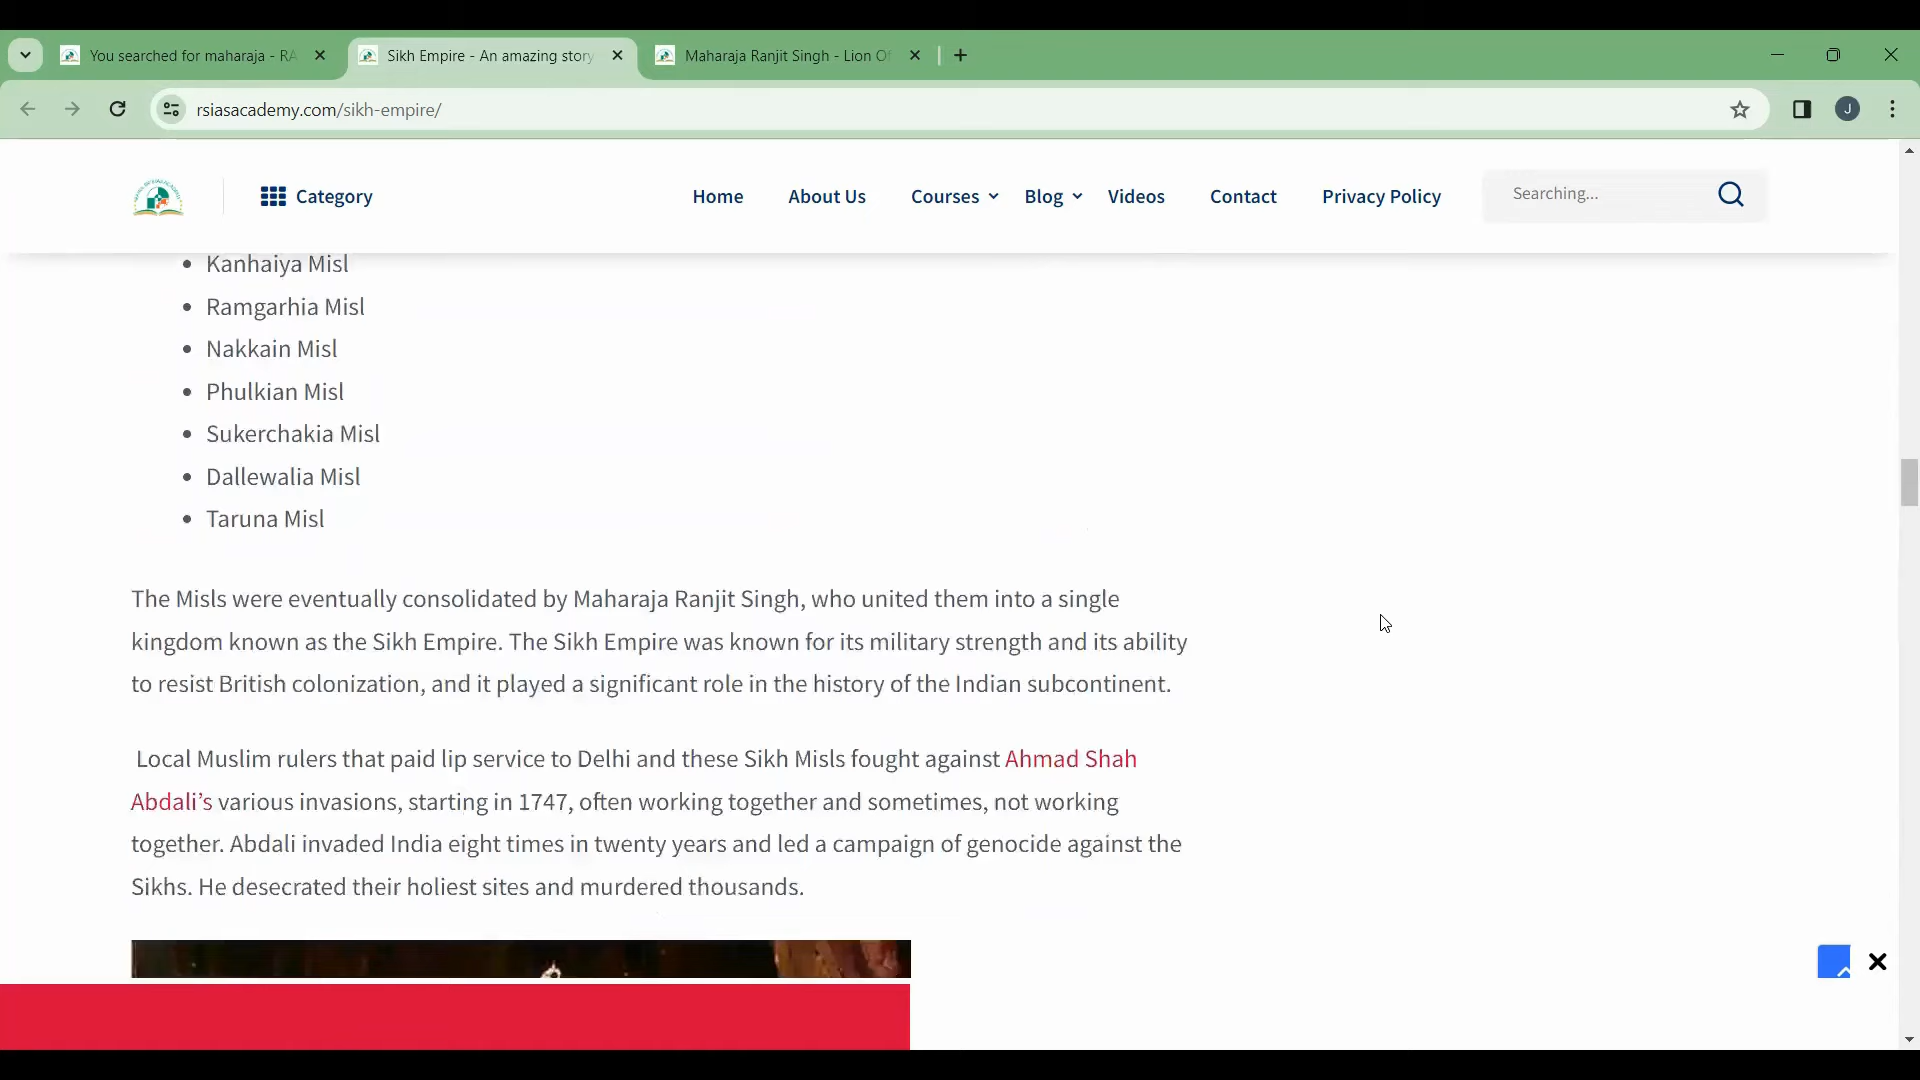 You searched for maharaja - RA
Sikh Empire - An amazing story
Maharaja Ranjit Singh - Lion Of
rsiasacademy.com/sikh-empire/
J
Category
Home
About Us
Courses
Blog
Videos
Contact
Privacy Policy
Searching...
• Kanhaiya Misl
• Ramgarhia Misl
• Nakkain Misl
• Phulkian Misl
• Sukerchakia Misl
• Dallewalia Misl
• Taruna Misl
The Misls were eventually consolidated by Maharaja Ranjit Singh, who united them into a single
kingdom known as the Sikh Empire. The Sikh Empire was known for its military strength and its ability
to resist British colonization, and it played a significant role in the history of the Indian subcontinent.
Local Muslim rulers that paid lip service to Delhi and these Sikh Misls fought against Ahmad Shah
Abdali’s various invasions, starting in 1747, often working together and sometimes, not working
together. Abdali invaded India eight times in twenty years and led a campaign of genocide against the
Sikhs. He desecrated their holiest sites and murdered thousands.